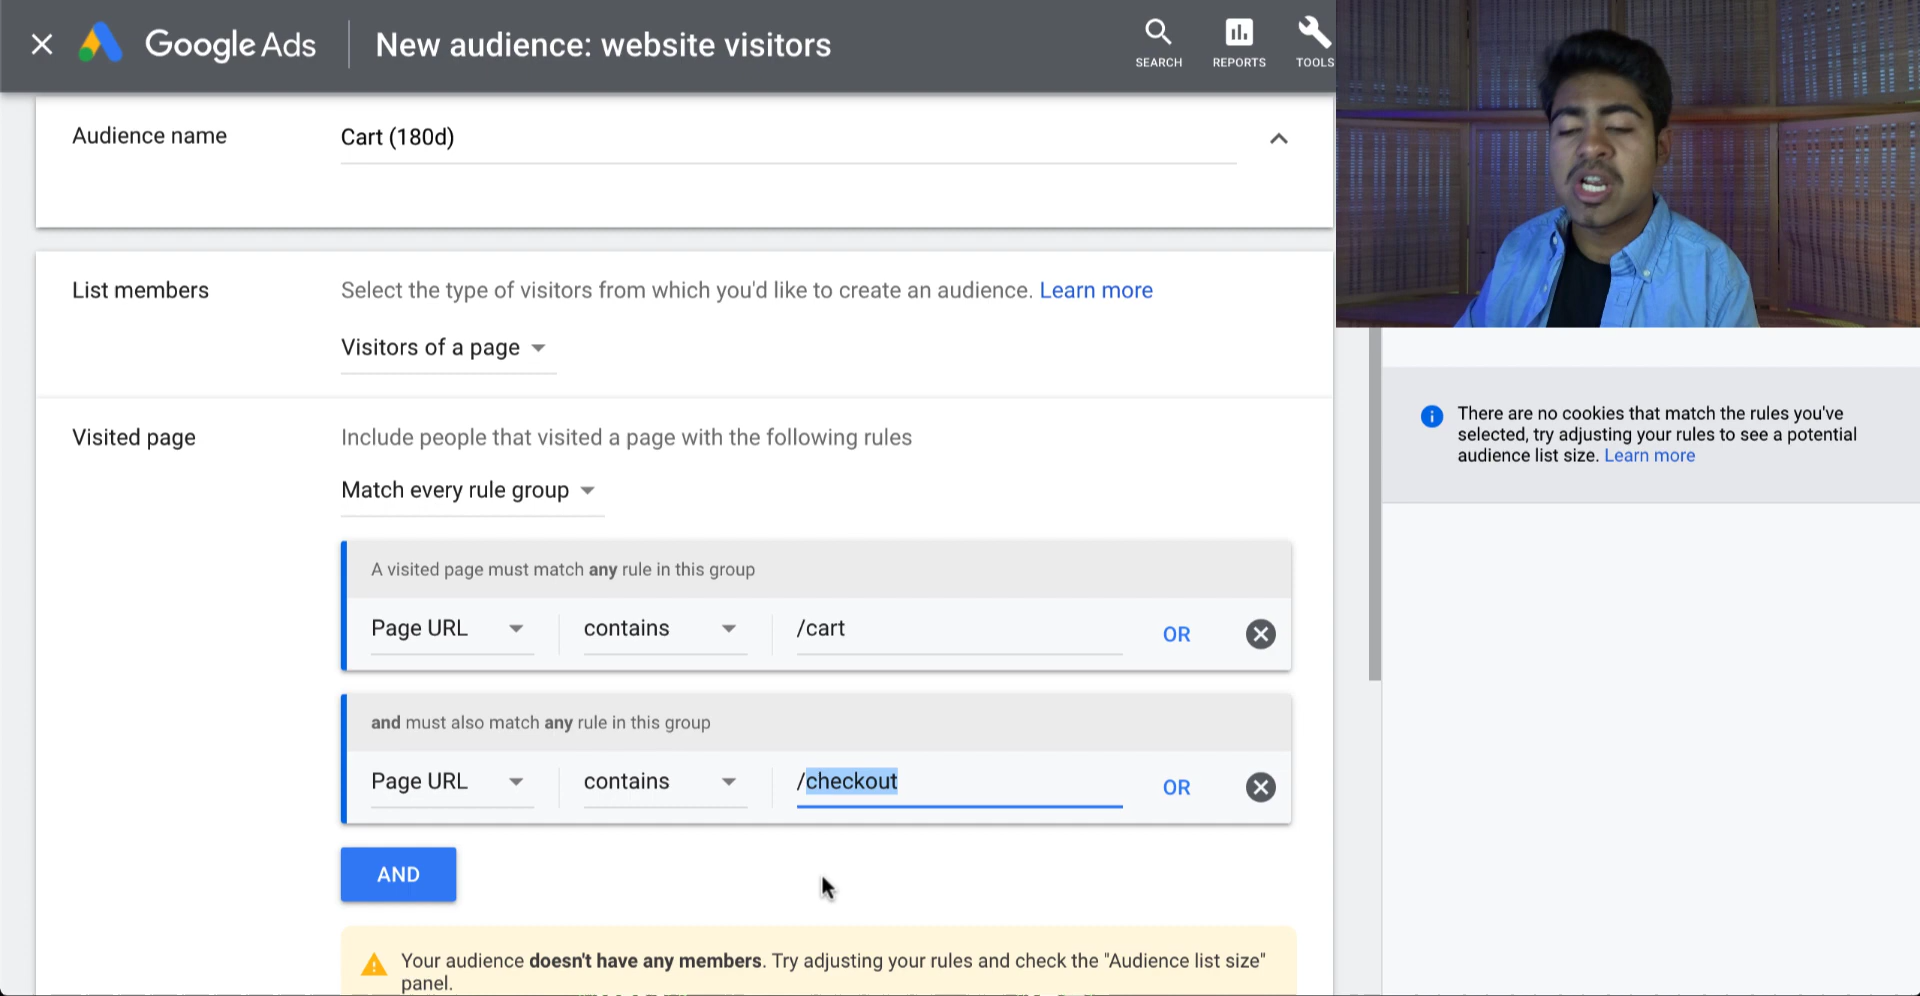 Google Ads
New audience: website visitors
SEARCH
REPORTS
TOOLS
Audience name
Cart (180d)
List members
Select the type of visitors from which you'd like to create an audience. Learn more
Visitors of a page
Visited page
Include people that visited a page with the following rules
Match every rule group
A visited page must match any rule in this group
Page URL
contains
/cart
OR
and must also match any rule in this group
Page URL
contains
/checkout
OR
AND
Your audience doesn't have any members. Try adjusting your rules and check the "Audience list size"
panel.
There are no cookies that match the rules you've
selected, try adjusting your rules to see a potential
audience list size. Learn more